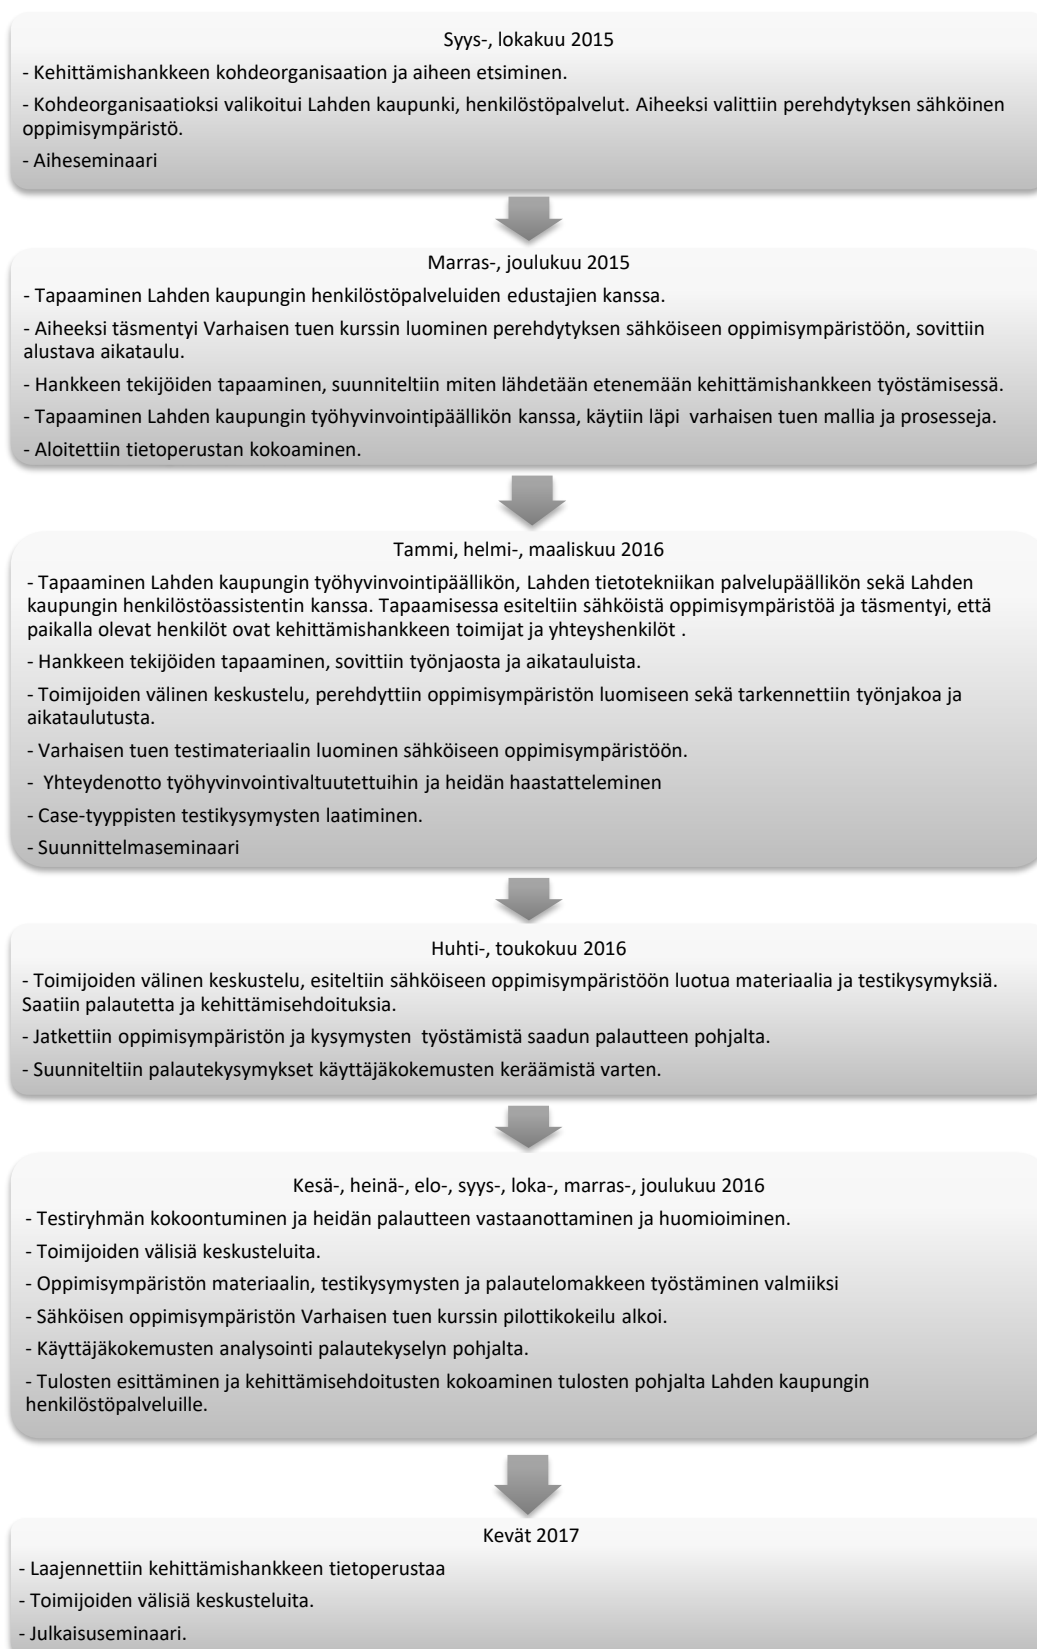 Syys-, lokakuu 2015
- Kehittämishankkeen kohdeorganisaation ja aiheen etsiminen.
- Kohdeorganisaatioksi valikoitui Lahden kaupunki, henkilöstöpalvelut. Aiheeksi valittiin perehdytyksen sähköinen
oppimisympäristö.
- Aiheseminaari
Marras-, joulukuu 2015
- Tapaaminen Lahden kaupungin henkilöstöpalveluiden edustajien kanssa.
- Aiheeksi täsmentyi Varhaisen tuen kurssin luominen perehdytyksen sähköiseen oppimisympäristöön, sovittiin
alustava aikataulu.
- Hankkeen tekijöiden tapaaminen, suunniteltiin miten lähdetään etenemään kehittämishankkeen työstämisessä.
- Tapaaminen Lahden kaupungin työhyvinvointipäällikön kanssa, käytiin läpi  varhaisen tuen mallia ja prosesseja.
- Aloitettiin tietoperustan kokoaminen.
Tammi, helmi-, maaliskuu 2016
- Tapaaminen Lahden kaupungin työhyvinvointipäällikön, Lahden tietotekniikan palvelupäällikön sekä Lahden
kaupungin henkilöstöassistentin kanssa. Tapaamisessa esiteltiin sähköistä oppimisympäristöä ja täsmentyi, että
paikalla olevat henkilöt ovat kehittämishankkeen toimijat ja yhteyshenkilöt .
- Hankkeen tekijöiden tapaaminen, sovittiin työnjaosta ja aikatauluista.
- Toimijoiden välinen keskustelu, perehdyttiin oppimisympäristön luomiseen sekä tarkennettiin työnjakoa ja
aikataulutusta.
- Varhaisen tuen testimateriaalin luominen sähköiseen oppimisympäristöön.
-  Yhteydenotto työhyvinvointivaltuutettuihin ja heidän haastatteleminen
- Case-tyyppisten testikysymysten laatiminen.
- Suunnittelmaseminaari
Huhti-, toukokuu 2016
- Toimijoiden välinen keskustelu, esiteltiin sähköiseen oppimisympäristöön luotua materiaalia ja testikysymyksiä.
Saatiin palautetta ja kehittämisehdoituksia.
- Jatkettiin oppimisympäristön ja kysymysten  työstämistä saadun palautteen pohjalta.
- Suunniteltiin palautekysymykset käyttäjäkokemusten keräämistä varten.
Kesä-, heinä-, elo-, syys-, loka-, marras-, joulukuu 2016
- Testiryhmän kokoontuminen ja heidän palautteen vastaanottaminen ja huomioiminen.
- Toimijoiden välisiä keskusteluita.
- Oppimisympäristön materiaalin, testikysymysten ja palautelomakkeen työstäminen valmiiksi
- Sähköisen oppimisympäristön Varhaisen tuen kurssin pilottikokeilu alkoi.
- Käyttäjäkokemusten analysointi palautekyselyn pohjalta.
- Tulosten esittäminen ja kehittämisehdoitusten kokoaminen tulosten pohjalta Lahden kaupungin
henkilöstöpalveluille.
Kevät 2017
- Laajennettiin kehittämishankkeen tietoperustaa
- Toimijoiden välisiä keskusteluita.
- Julkaisuseminaari.